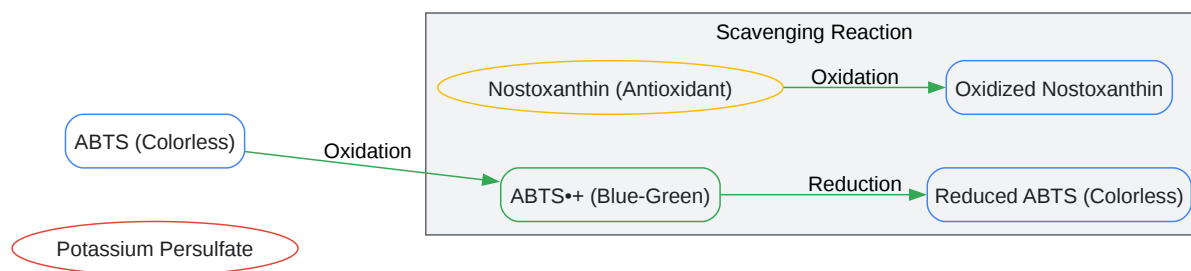 Scavenging Reaction
Nostoxanthin (Antioxidant)
Oxidation
Oxidized Nostoxanthin
ABTS (Colorless)
Oxidation
ABTS•+ (Blue-Green)
Reduction
Reduced ABTS (Colorless)
Potassium Persulfate